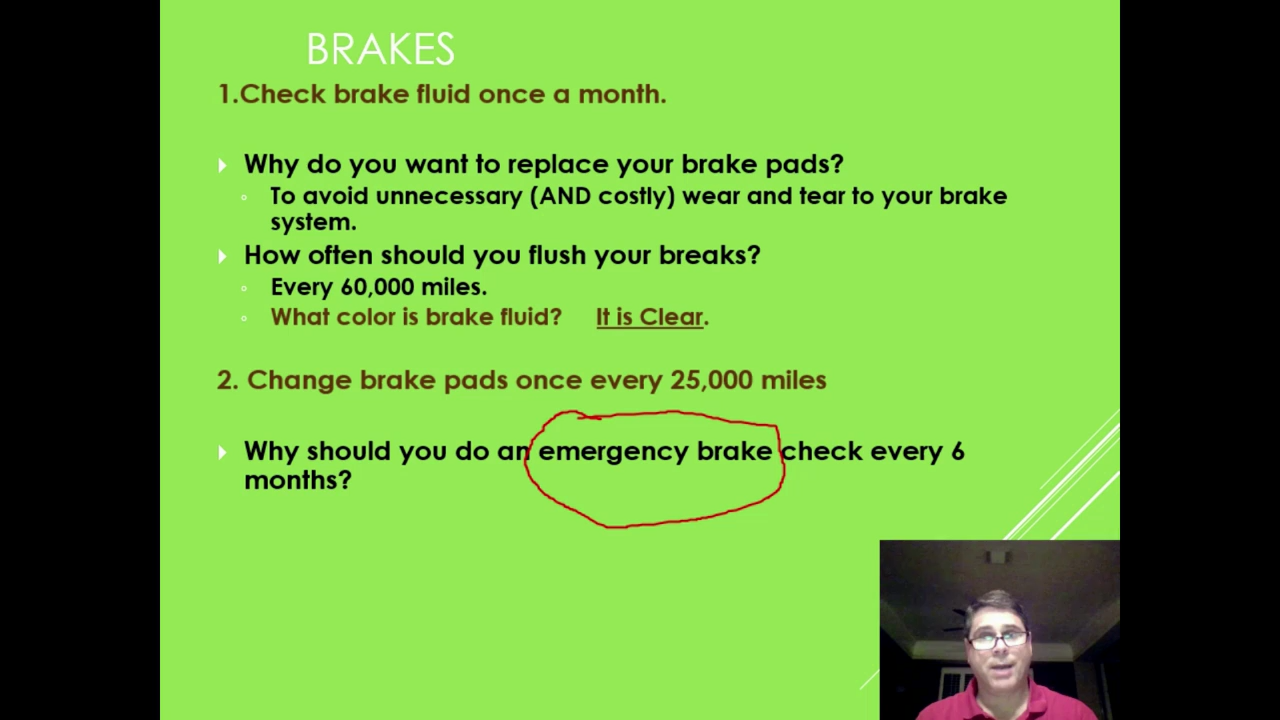 BRAKES
1.Check brake fluid once a month.
Why do you want to replace your brake pads?
To avoid unnecessary (AND costly) wear and tear to your brake
system.
How often should you flush your breaks?
Every 60,000 miles.
What color is brake fluid? It is Clear.
2. Change brake pads once every 25,000 miles
Why should you do an emergency brake check every 6
months?